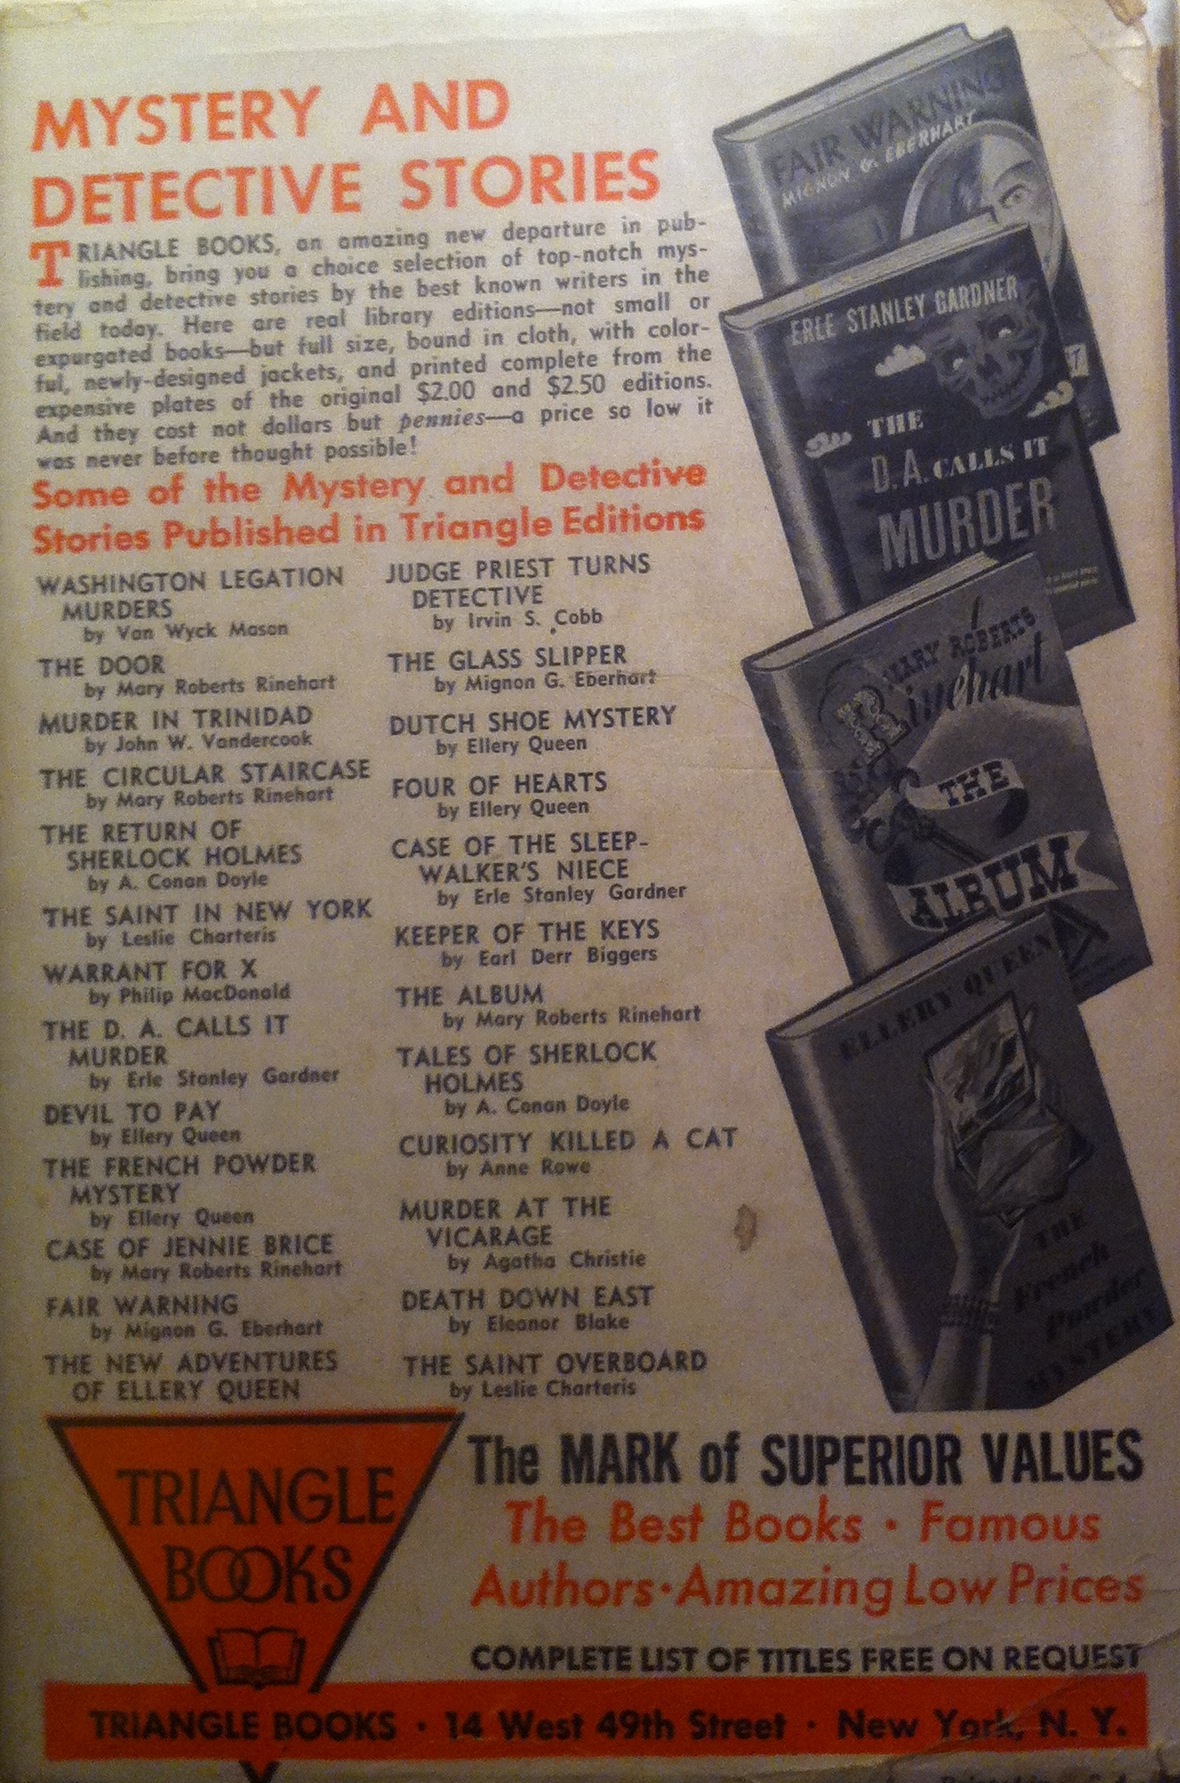 MYSTERY AND
DETECTIVE STORIES
TRIANGLE BOOKS, an amazing new departure in pub-
lishing, bring you a choice selection of top-notch mys-
tery and detective stories by the best known writers in the
field today. Here are real library editions—not small or
expurgated books—but full size, bound in cloth, with color-
ful, newly-designed jackets, and printed complete from the
expensive plates of the original $2.00 and $2.50 editions.
And they cost not dollars but pennies—a price so low it
was never before thought possible!
Some of the Mystery and Detective
Stories Published in Triangle Editions
WASHINGTON LEGATION
MURDERS
by Van Wyck Mason
THE DOOR
by Mary Roberts Rinehart
MURDER IN TRINIDAD
by John W. Vandercook
THE CIRCULAR STAIRCASE
by Mary Roberts Rinehart
THE RETURN OF
SHERLOCK HOLMES
by A. Conan Doyle
THE SAINT IN NEW YORK
by Leslie Charteris
WARRANT FOR X
by Philip MacDonald
THE D. A. CALLS IT
MURDER
by Erle Stanley Gardner
DEVIL TO PAY
by Ellery Queen
THE FRENCH POWDER
MYSTERY
by Ellery Queen
CASE OF JENNIE BRICE
by Mary Roberts Rinehart
FAIR WARNING
by Mignon G. Eberhart
THE NEW ADVENTURES
OF ELLERY QUEEN
JUDGE PRIEST TURNS
DETECTIVE
by Irvin S. Cobb
THE GLASS SLIPPER
by Mignon G. Eberhart
DUTCH SHOE MYSTERY
by Ellery Queen
FOUR OF HEARTS
by Ellery Queen
CASE OF THE SLEEP-
WALKER'S NIECE
by Erle Stanley Gardner
KEEPER OF THE KEYS
by Earl Derr Biggers
THE ALBUM
by Mary Roberts Rinehart
TALES OF SHERLOCK
HOLMES
by A. Conan Doyle
CURIOSITY KILLED A CAT
by Anne Rowe
MURDER AT THE
VICARAGE
by Agatha Christie
DEATH DOWN EAST
by Eleanor Blake
THE SAINT OVERBOARD
by Leslie Charteris
FAIR WARNING
MIGNON G. EBERHART
ERLE STANLEY GARDNER
THE
D.A. CALLS IT
MURDER
MARY ROBERTS
Rinehart
THE
ALBUM
ELLERY QUEEN
THE
French
Powder
MYSTERY
TRIANGLE
BOOKS
The MARK of SUPERIOR VALUES
The Best Books · Famous
Authors · Amazing Low Prices
COMPLETE LIST OF TITLES FREE ON REQUEST
TRIANGLE BOOKS · 14 West 49th Street · New York, N. Y.